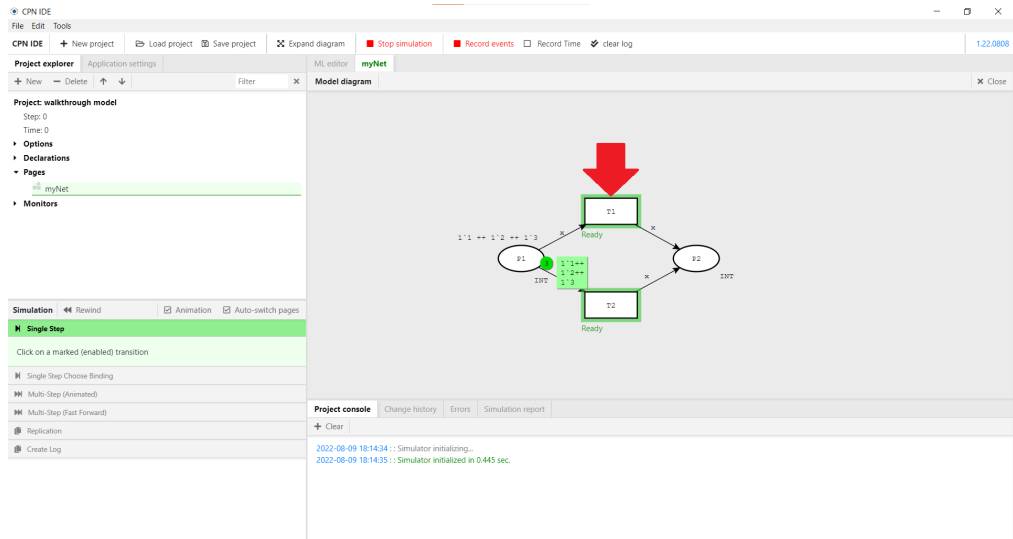 CPN IDE
File Edit Tools
CPN IDE New project Load project Save project Expand diagram Stop simulation Record events Record Time clear log 1.22.0808
Project explorer Application settings
New Delete Filter
Project: walkthrough model
Step: 0
Time: 0
Options
Declarations
Pages
myNet
Monitors
Simulation Rewind Animation Auto-switch pages
Single Step
Click on a marked (enabled) transition
Single Step Choose Binding
Multi-Step (Animated)
Multi-Step (Fast Forward)
Replication
Create Log
ML editor myNet
Model diagram Close
T1
Ready
x
x
1`1 ++ 1`2 ++ 1`3
P1
INT
3
1`1++
1`2++
1`3
x
P2
INT
T2
Ready
Project console Change history Errors Simulation report
Clear
2022-08-09 18:14:34 : : Simulator initializing...
2022-08-09 18:14:35 : : Simulator initialized in 0.445 sec.